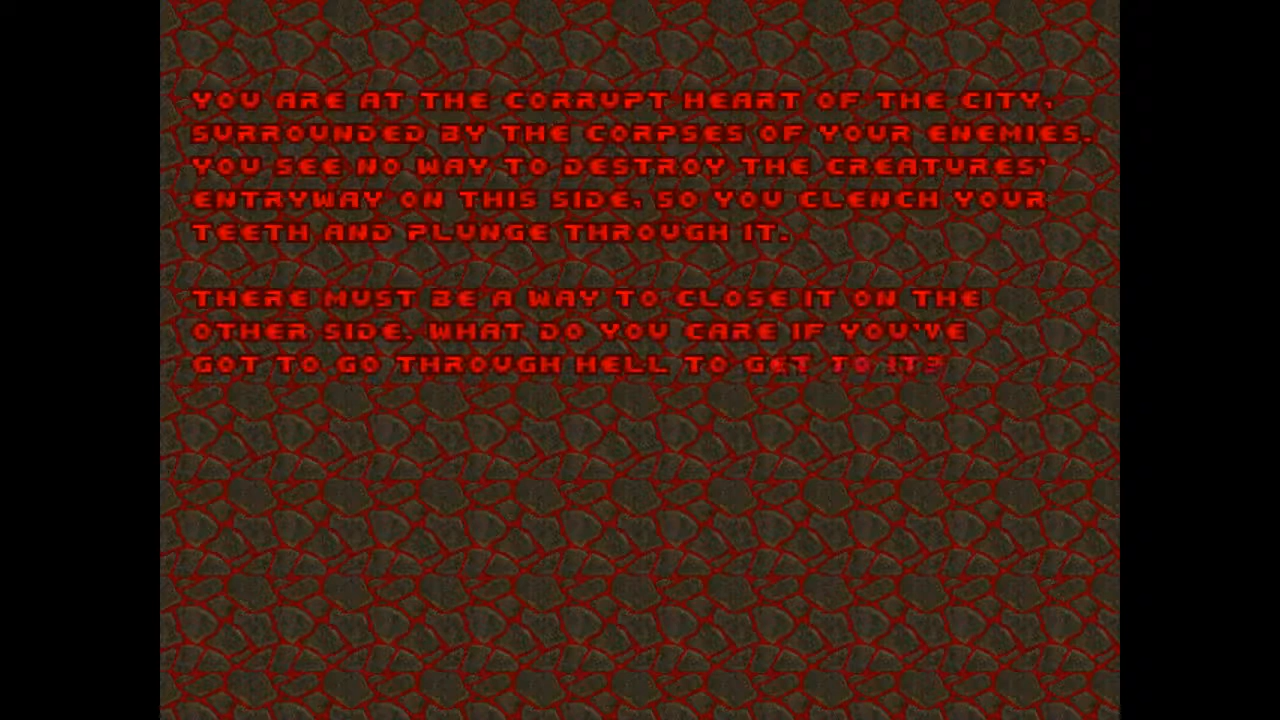 YOU ARE AT THE CORRUPT HEART OF THE CITY,
SURROUNDED BY THE CORPSES OF YOUR ENEMIES.
YOU SEE NO WAY TO DESTROY THE CREATURES'
ENTRYWAY ON THIS SIDE, SO YOU CLENCH YOUR
TEETH AND PLUNGE THROUGH IT.
THERE MUST BE A WAY TO CLOSE IT ON THE
OTHER SIDE. WHAT DO YOU CARE IF YOU'VE
GOT TO GO THROUGH HELL TO GET TO IT?